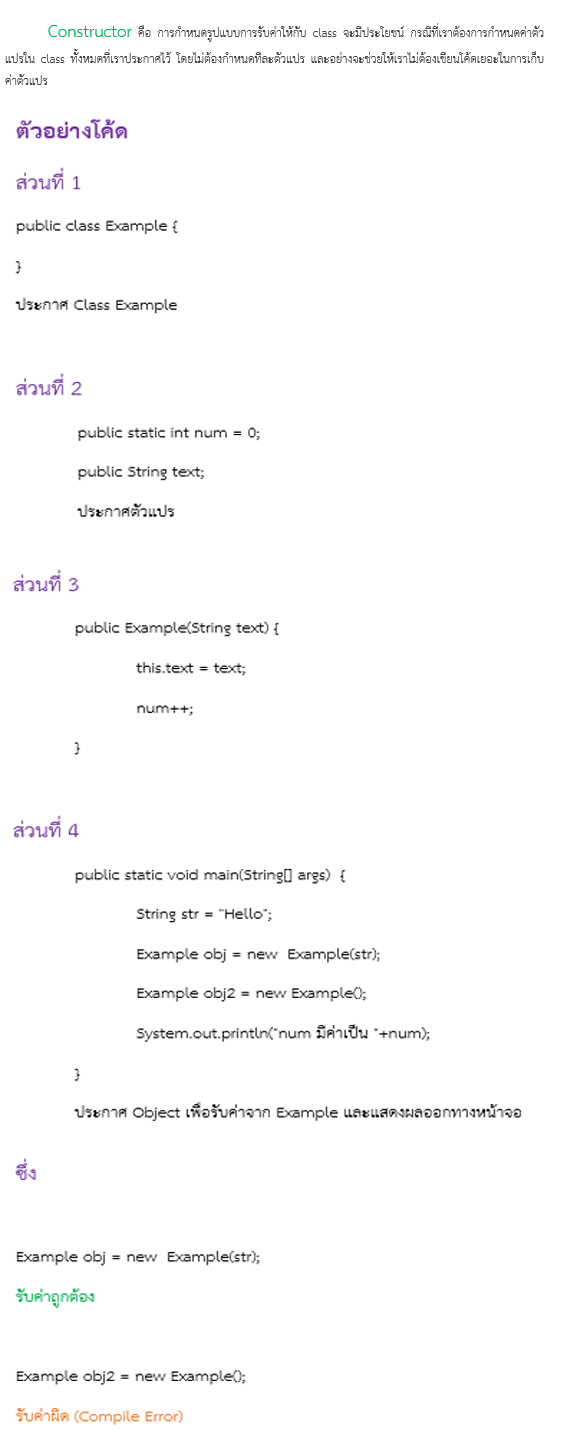 Constructor คือ การกำหนดรูปแบบการรับค่าให้กับ class จะมีประโยชน์ กรณีที่เราต้องการกำหนดค่าตัว
แปรใน class ทั้งหมดที่เราประกาศไว้ โดยไม่ต้องกำหนดทีละตัวแปร และอย่างจะช่วยให้เราไม่ต้องเขียนโค้ดเยอะในการเก็บ
ค่าตัวแปร
ตัวอย่างโค้ด
ส่วนที่ 1
public class Example {
}
ประกาศ Class Example
ส่วนที่ 2
public static int num = 0;
public String text;
ประกาศตัวแปร
ส่วนที่ 3
public Example(String text) {
this.text = text;
num++;
}
ส่วนที่ 4
public static void main(String[] args)  {
String str = "Hello";
Example obj = new  Example(str);
Example obj2 = new Example();
System.out.println("num มีค่าเป็น "+num);
}
ประกาศ Object เพื่อรับค่าจาก Example และแสดงผลออกทางหน้าจอ
ซึ่ง
Example obj = new  Example(str);
รับค่าถูกต้อง
Example obj2 = new Example();
รับค่าผิด (Compile Error)